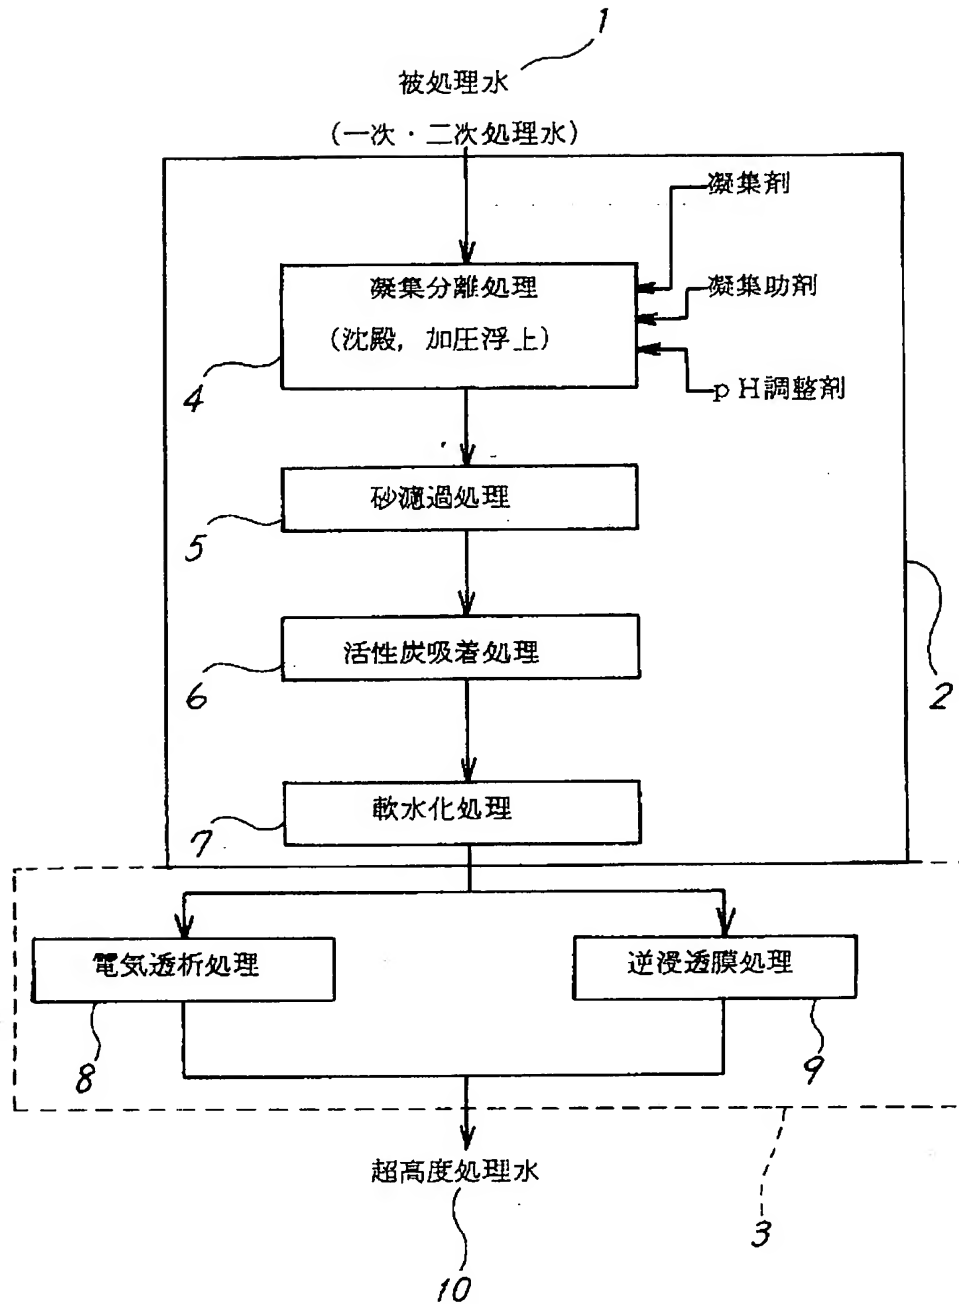 1
被処理水
(一次・二次処理水)
凝集剤
凝集分離処理
凝集助剤
(沈殿,加圧浮上)
4
pH調整剤
砂濾過処理
5
活性炭吸着処理
6
2
軟水化処理
7
電気透析処理
逆浸透膜処理
8
9
超高度処理水
3
10